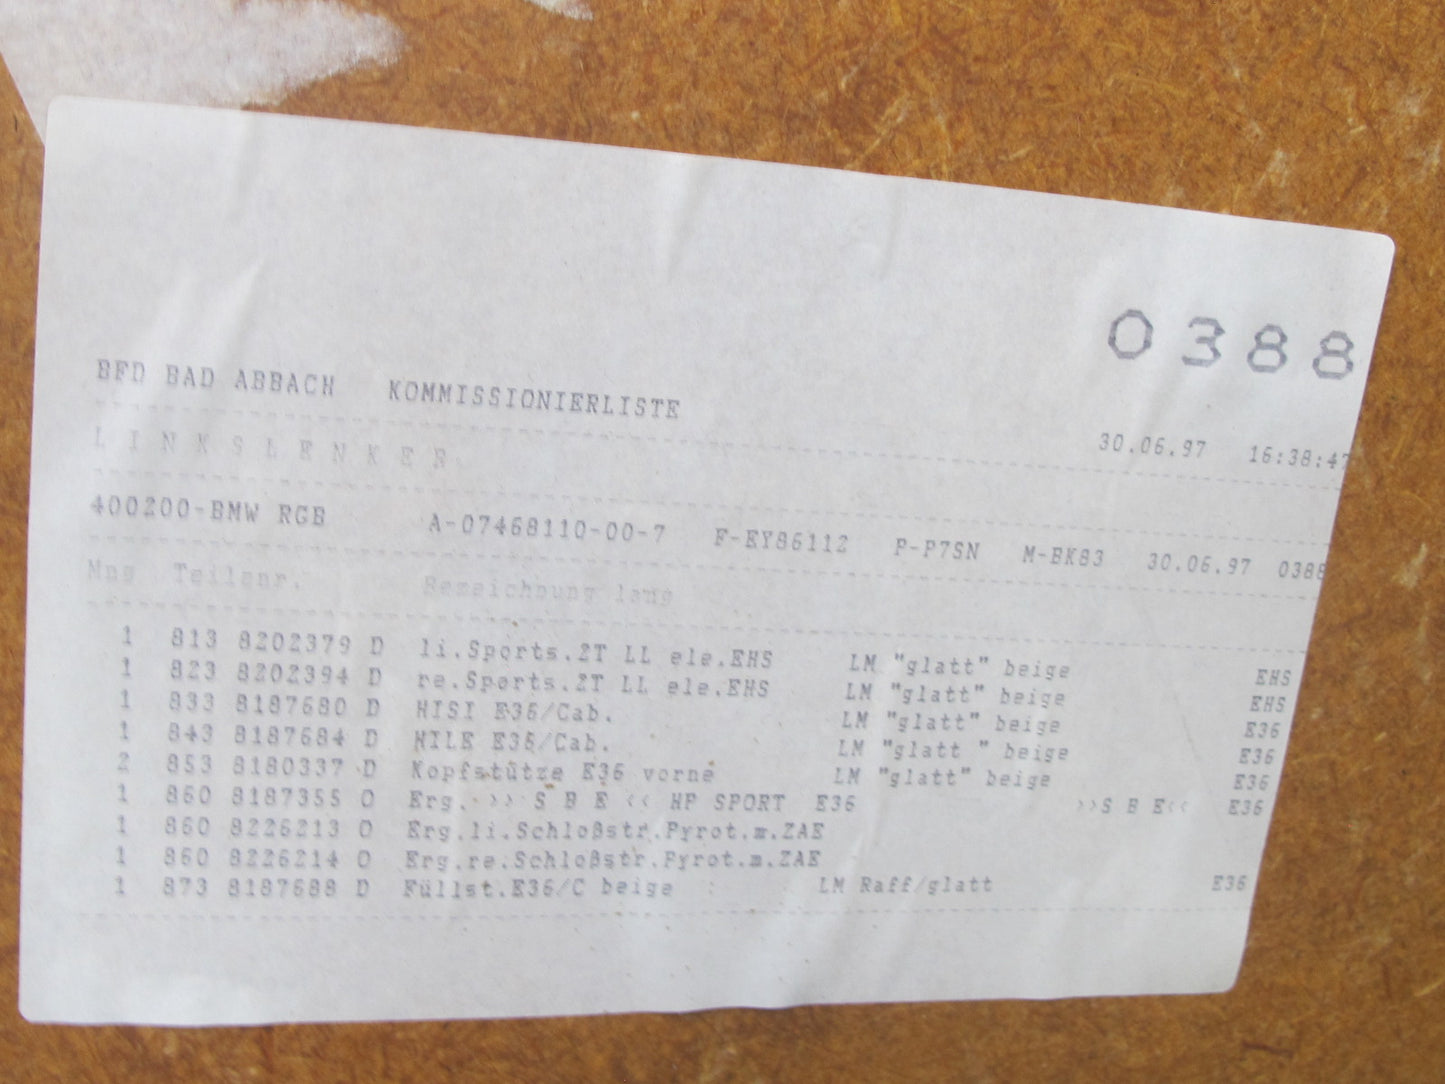 0388
BFD BAD ABBACH KOMMISSIONIERLISTE
30.06.97 16:38:47
LINKSLENKER
400200-BMW RGB A-07468110-00-7 F-EY86112 P-P7SN M-BK83 30.06.97 0388
Mng Teilenr. Bezeichnung lang
1 813 8202379 D li.Sports.2T LL ele.EHS LM "glatt" beige EHS
1 823 8202394 D re.Sports.2T LL ele.EHS LM "glatt" beige EHS
1 833 8187680 D HISI E36/Cab. LM "glatt" beige E36
1 843 8187684 D HILE E36/Cab. LM "glatt " beige E36
2 853 8180337 D Kopfstütze E36 vorne LM "glatt" beige E36
1 860 8187355 O Erg. >> S B E << HP SPORT E36 >>S B E<< E36
1 860 8226213 O Erg.li.Schloßstr.Pyrot.m.ZAE
1 860 8226214 O Erg.re.Schloßstr.Pyrot.m.ZAE
1 873 8187688 D Füllst.E36/C beige LM Raff/glatt E36